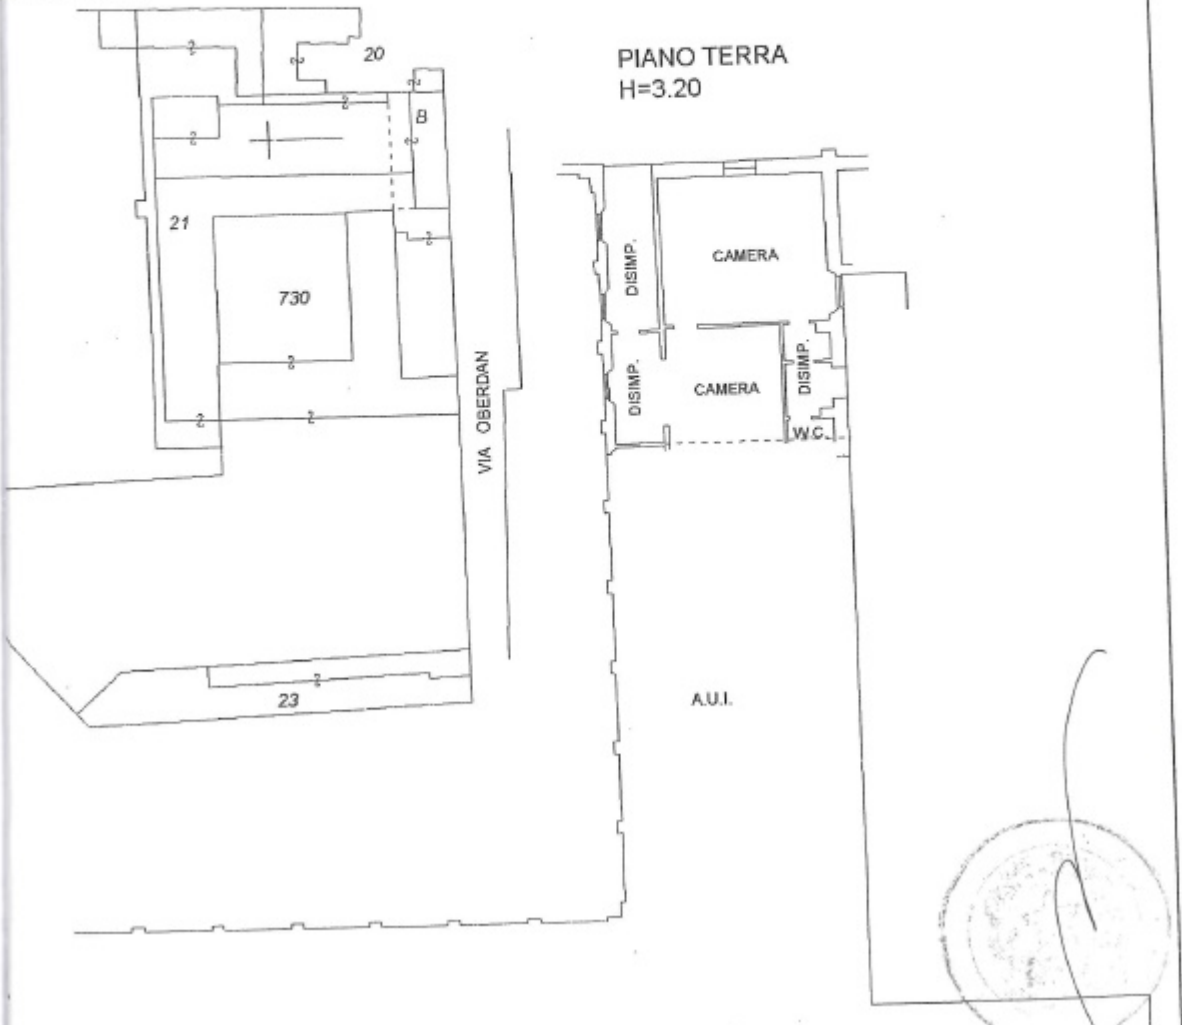 20
PIANO TERRA
H=3.20
B
21
730
VIA OBERDAN
DISIMP.
CAMERA
DISIMP.
CAMERA
DISIMP.
W.C.
A.U.I.
23